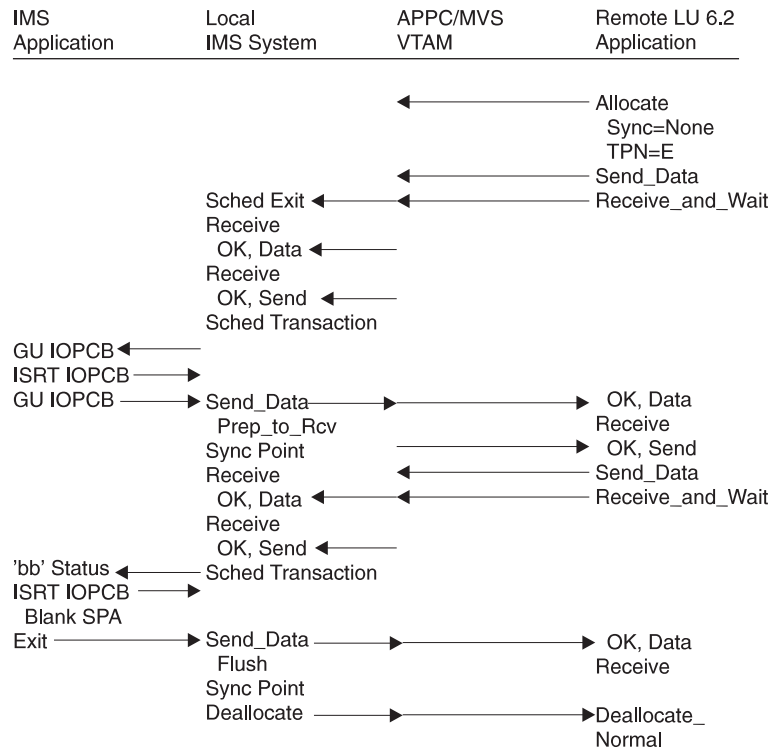 IMS Local APPC/MVS Remote LU 6.2
Application IMS System VTAM Application
Allocate
Sync=None
TPN=E
Send_Data
Sched Exit Receive_and_Wait
Receive
OK, Data
Receive
OK, Send
Sched Transaction
GU IOPCB
ISRT IOPCB
GU IOPCB Send_Data OK, Data
Prep_to_Rcv Receive
Sync Point OK, Send
Receive Send_Data
OK, Data Receive_and_Wait
Receive
OK, Send
'bb' Status Sched Transaction
ISRT IOPCB
Blank SPA
Exit Send_Data OK, Data
Flush Receive
Sync Point
Deallocate Deallocate_
Normal